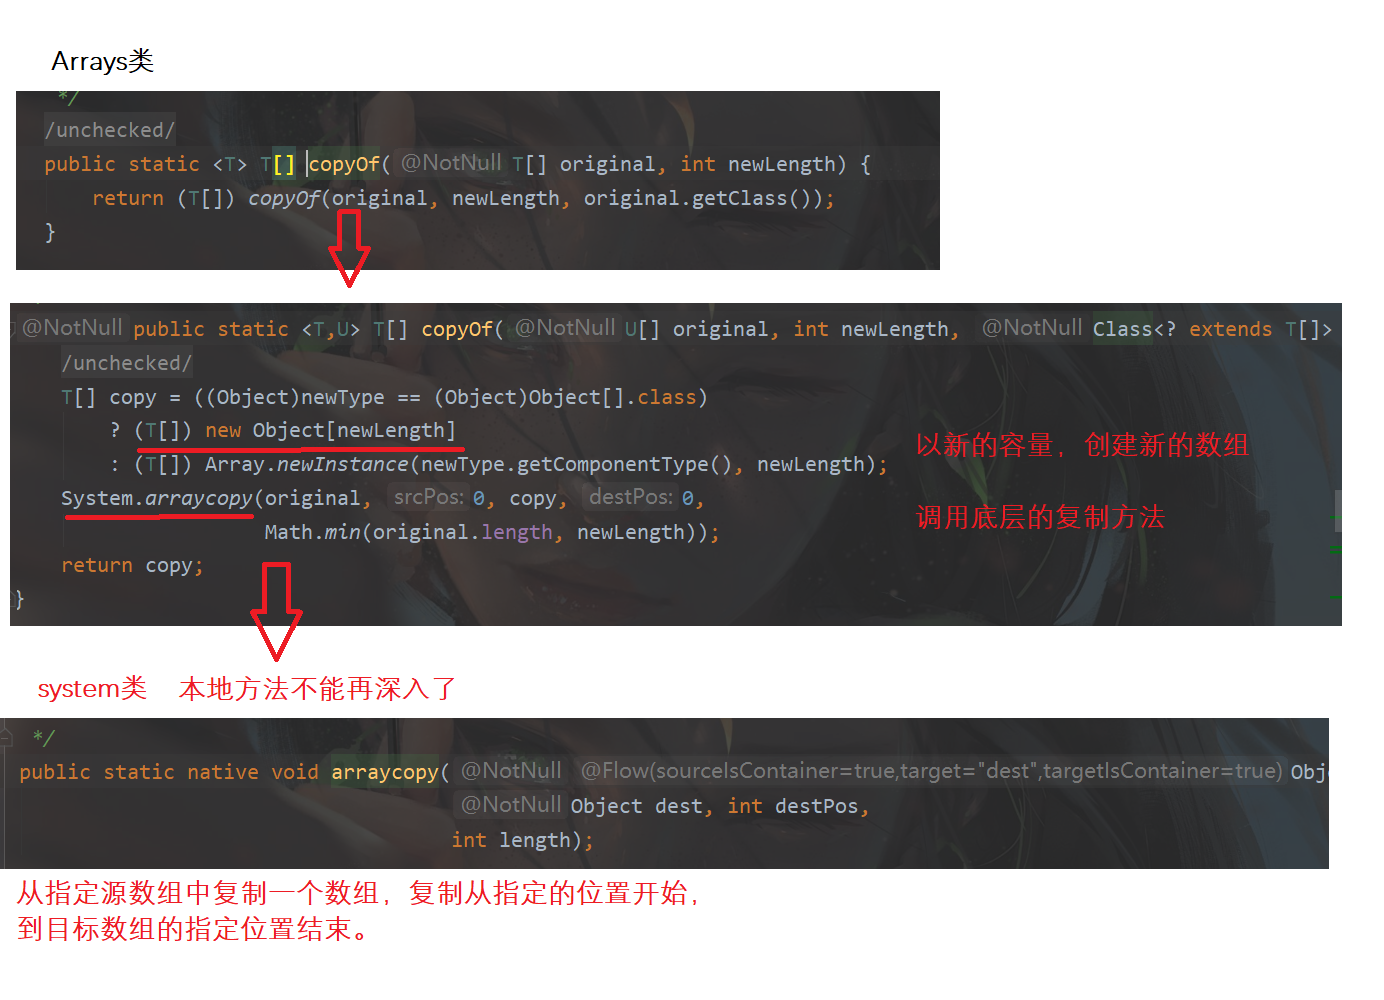 Arrays类
*/
/unchecked/
public static <T> T[] copyOf( @NotNull T[] original, int newLength) {
return (T[]) copyOf(original, newLength, original.getClass());
}
@NotNull public static <T,U> T[] copyOf( @NotNull U[] original, int newLength, @NotNull Class<? extends T[]>
/unchecked/
T[] copy = ((Object)newType == (Object)Object[].class)
? (T[]) new Object[newLength]
以新的容量，创建新的数组
: (T[]) Array.newInstance(newType.getComponentType(), newLength);
System.arraycopy(original, srcPos: 0, copy, destPos: 0,
调用底层的复制方法
Math.min(original.length, newLength));
return copy;
}
system类 本地方法不能再深入了
*/
public static native void arraycopy( @NotNull @Flow(sourceIsContainer=true,target="dest",targetIsContainer=true) Obj
@NotNull Object dest, int destPos,
int length);
从指定源数组中复制一个数组，复制从指定的位置开始，
到目标数组的指定位置结束。